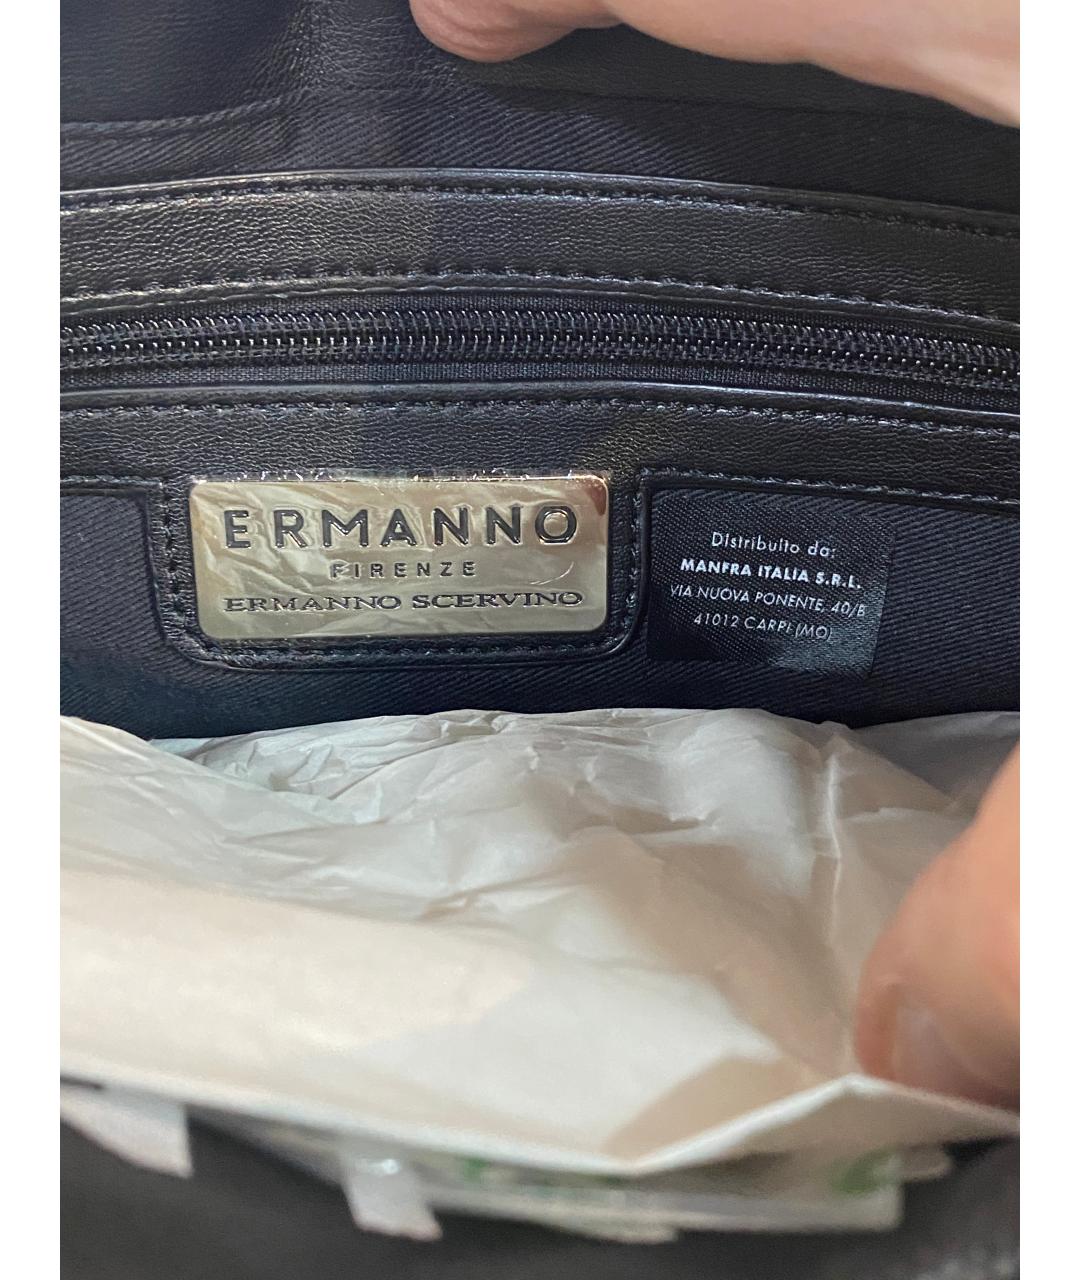 ERMANNO
FIRENZE
ERMANNO SCERVINO
Distribuito da:
MANFRA ITALIA S.R.L.
VIA NUOVA PONENTE, 40/B
41012 CARPI (MO)